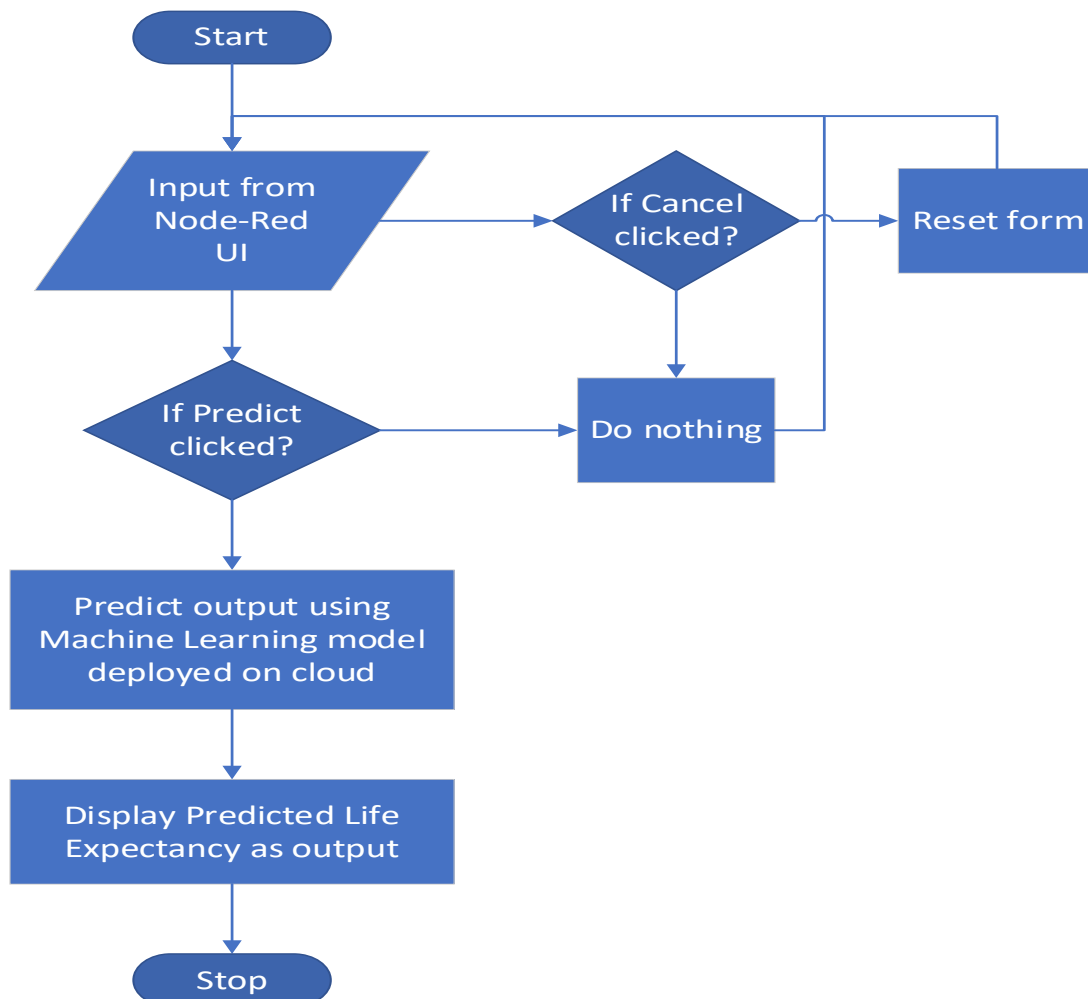 Start
Input from
Node-Red
UI
If Cancel
clicked?
Reset form
If Predict
clicked?
Do nothing
Predict output using
Machine Learning model
deployed on cloud
Display Predicted Life
Expectancy as output
Stop